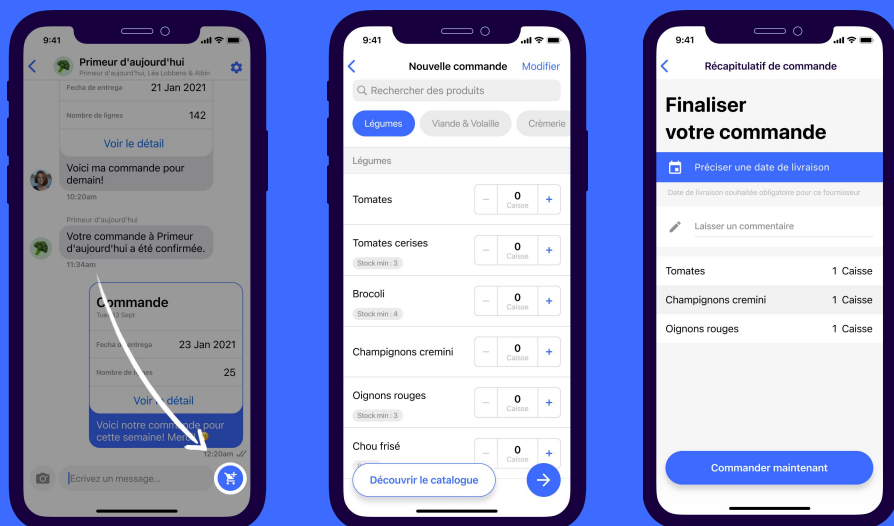 9:41
Primeur d'aujourd'hui
Primeur d'aujourd'hui, Léa Lobbens & Albin
Fecha de entrega 21 Jan 2021
Nombre de lignes 142
Voir le détail
Voici ma commande pour
demain!
10:20am
Primeur d'aujourd'hui
Votre commande à Primeur
d'aujourd'hui a été confirmée.
11:34am
Commande
13 Sept
Fecha de entrega 23 Jan 2021
Nombre de lignes 25
Voir le détail
Voici notre commande pour
cette semaine! Merci
12:20am
Ecrivez un message...
9:41
Nouvelle commande Modifier
Rechercher des produits
Légumes Viande & Volaille Crèmerie
Légumes
Tomates − 0 +
Caisse
Tomates cerises − 0 +
Caisse
Stock min : 3
Brocoli − 0 +
Caisse
Stock min : 4
Champignons cremini − 0 +
Caisse
Oignons rouges − 0 +
Caisse
Stock min : 3
Chou frisé − 0 +
Caisse
Découvrir le catalogue
9:41
Récapitulatif de commande
Finaliser
votre commande
Préciser une date de livraison
Date de livraison souhaités obligatoire pour ce fournisseur
Laisser un commentaire
Tomates 1 Caisse
Champignons cremini 1 Caisse
Oignons rouges 1 Caisse
Commander maintenant